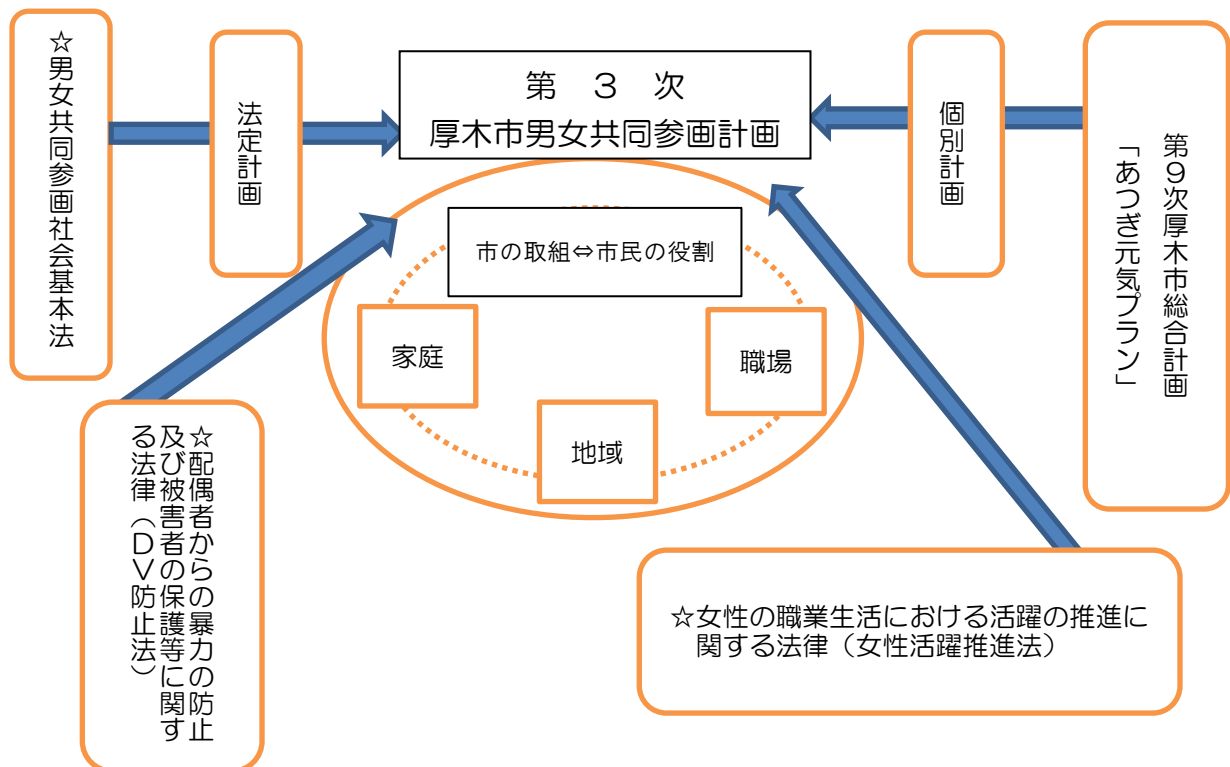 ☆男女共同参画社会基本法
法定計画
第　３　次
厚木市男女共同参画計画
個別計画
第９次厚木市総合計画
「あつぎ元気プラン」
市の取組⇔市民の役割
家庭
職場
地域
☆配偶者からの暴力の防止
及び被害者の保護等に関す
る法律（ＤＶ防止法）
☆女性の職業生活における活躍の推進に
関する法律（女性活躍推進法）